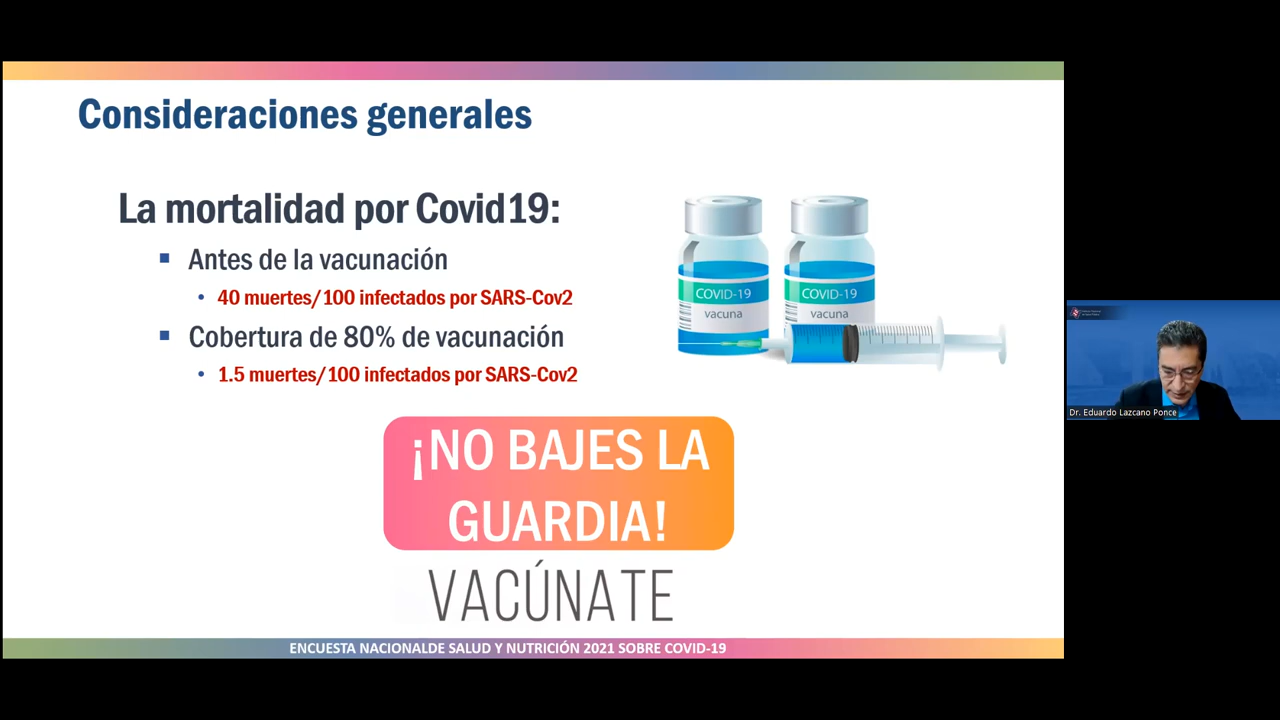 Consideraciones generales
La mortalidad por Covid19:
Antes de la vacunación
40 muertes/100 infectados por SARS-Cov2
Cobertura de 80% de vacunación
1.5 muertes/100 infectados por SARS-Cov2
COVID-19
vacuna
COVID-19
vacuna
¡NO BAJES LA
GUARDIA!
VACÚNATE
ENCUESTA NACIONALDE SALUD Y NUTRICIÓN 2021 SOBRE COVID-19
Dr. Eduardo Lazcano Ponce